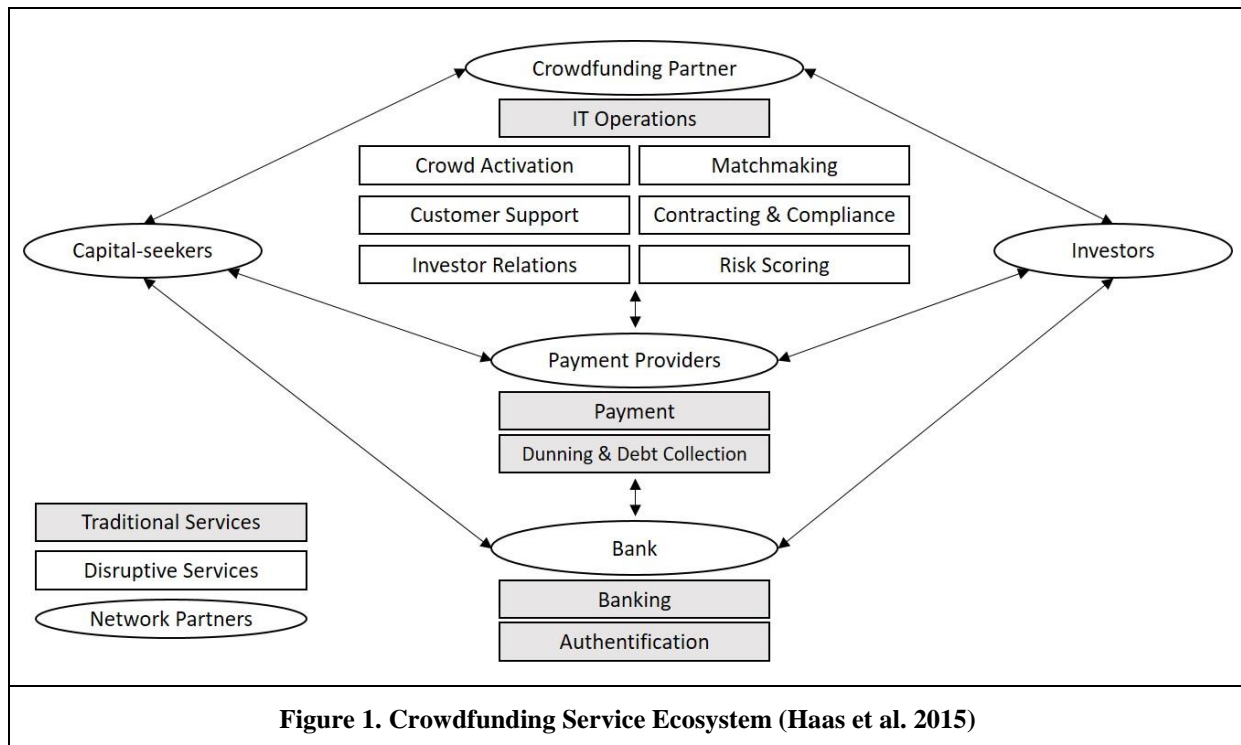 Crowdfunding Partner
IT Operations
Crowd Activation
Matchmaking
Customer Support
Contracting & Compliance
Capital-seekers
Investors
Investor Relations
Risk Scoring
Payment Providers
Payment
Dunning & Debt Collection
Traditional Services
Bank
Disruptive Services
Banking
Network Partners
Authentification
Figure 1. Crowdfunding Service Ecosystem (Haas et al. 2015)